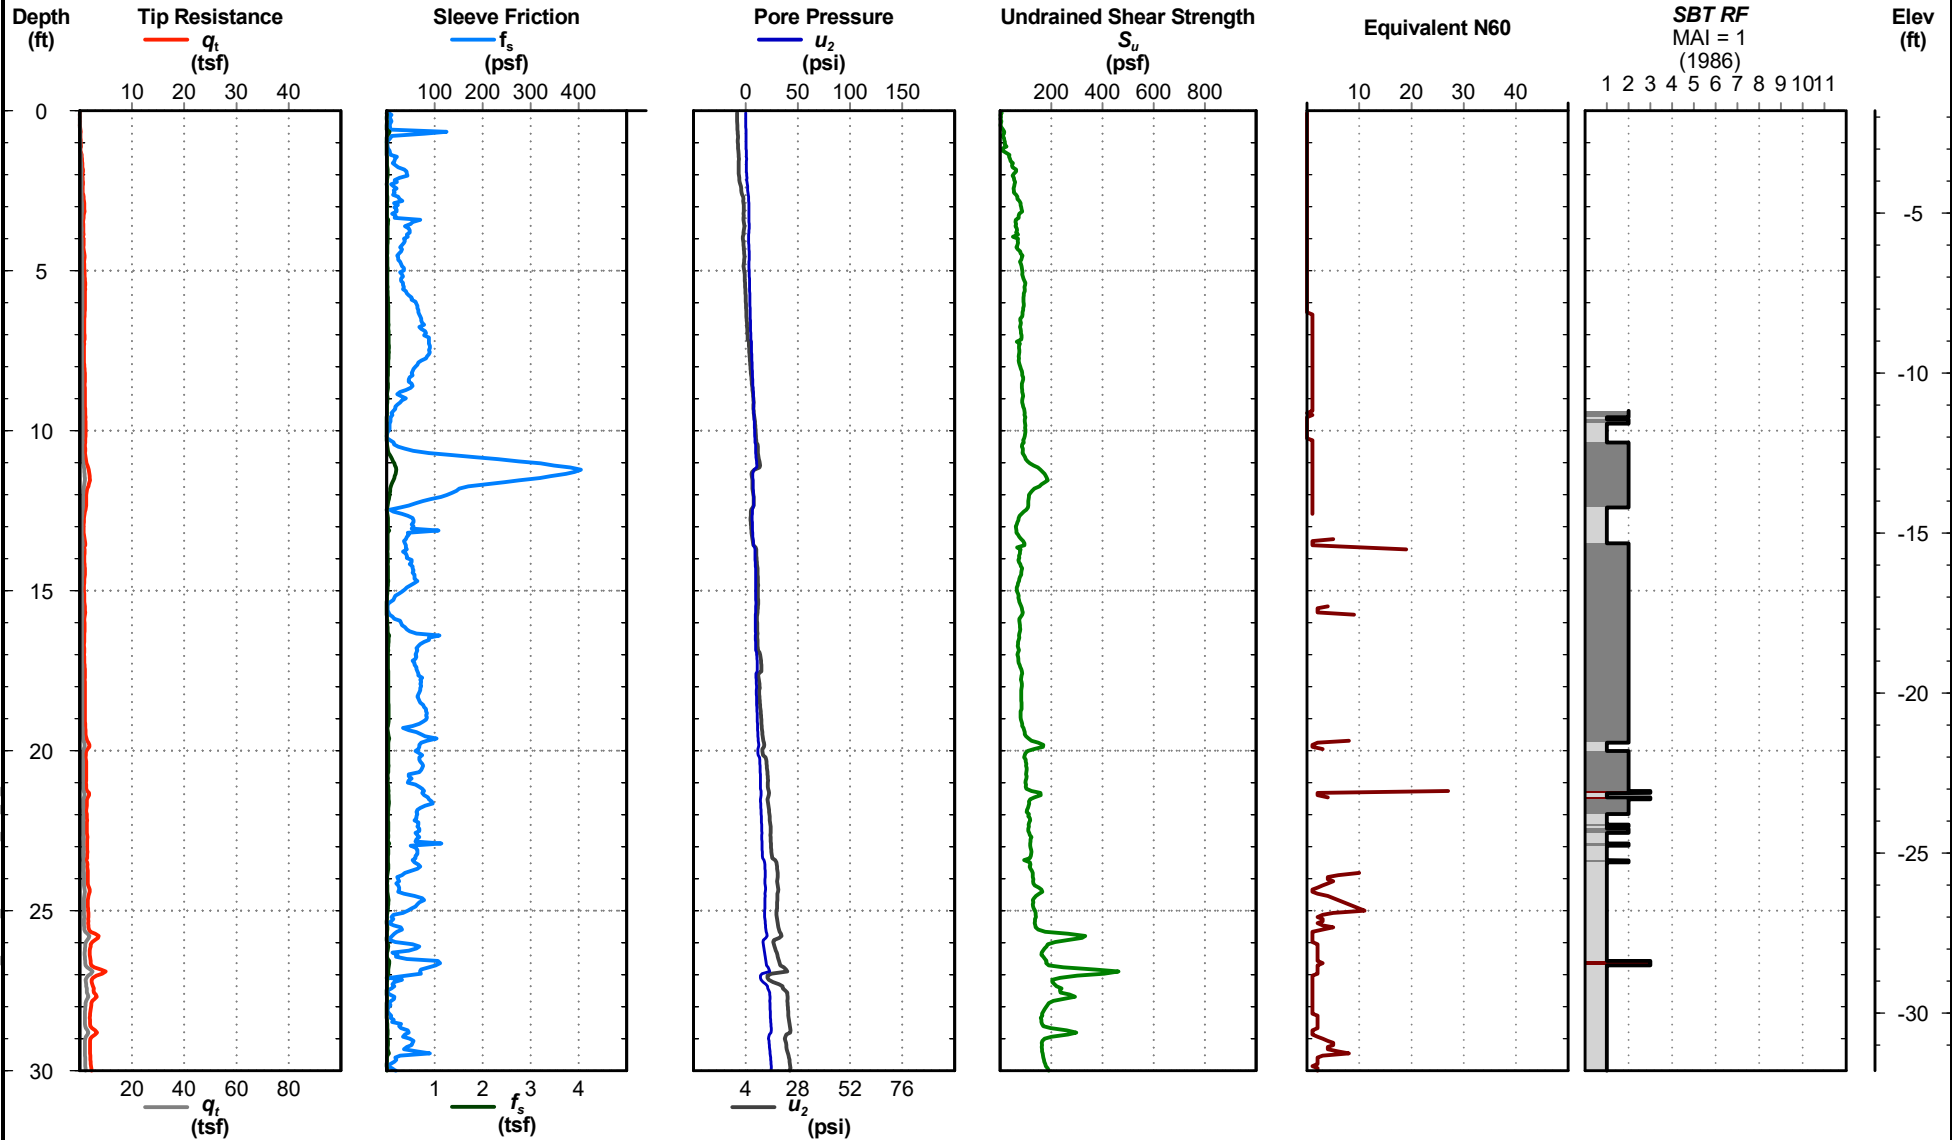 Depth
(ft)
Tip Resistance
qt
(tsf)
Sleeve Friction
fs
(psf)
Pore Pressure
u2
(psi)
Undrained Shear Strength
Su
(psf)
Equivalent N60
SBT RF
MAI = 1
(1986)
Elev
(ft)
10 20 30 40
100 200 300 400
0 50 100 150
200 400 600 800
10 20 30 40
1 2 3 4 5 6 7 8 9 1011
0
5
10
15
20
25
30
-5
-10
-15
-20
-25
-30
20 40 60 80
1 2 3 4
4 28 52 76
qt
(tsf)
fs
(tsf)
u2
(psi)